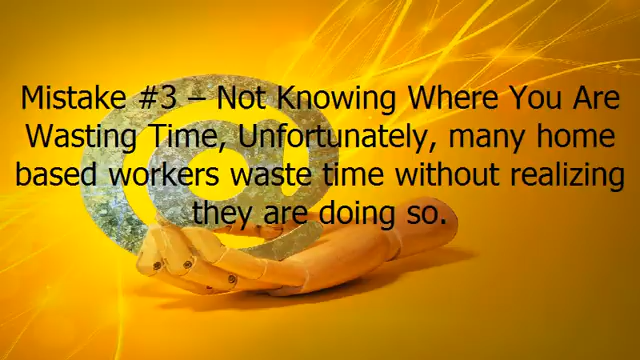 Mistake #3 – Not Knowing Where You Are
Wasting Time, Unfortunately, many home
based workers waste time without realizing
they are doing so.